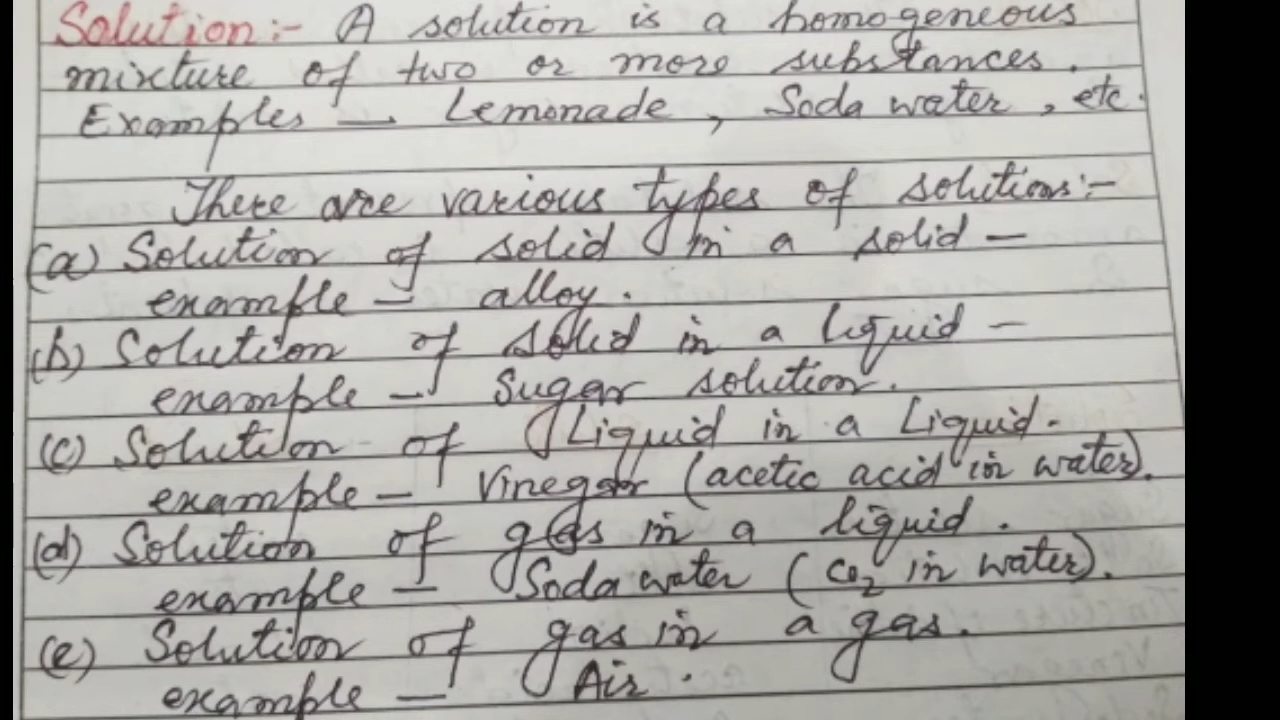 Solution:- A solution is a homogeneous
mixture of two or more substances.
Examples — Lemonade, Soda water, etc.
There are various types of solutions:-
(a) Solution of solid in a solid —
example — alloy.
(b) Solution of solid in a liquid —
example — Sugar solution.
(c) Solution of Liquid in a Liquid.
example — Vinegar (acetic acid in water).
(d) Solution of gas in a liquid.
example — Soda water (CO₂ in water).
(e) Solution of gas in a gas.
example — Air.